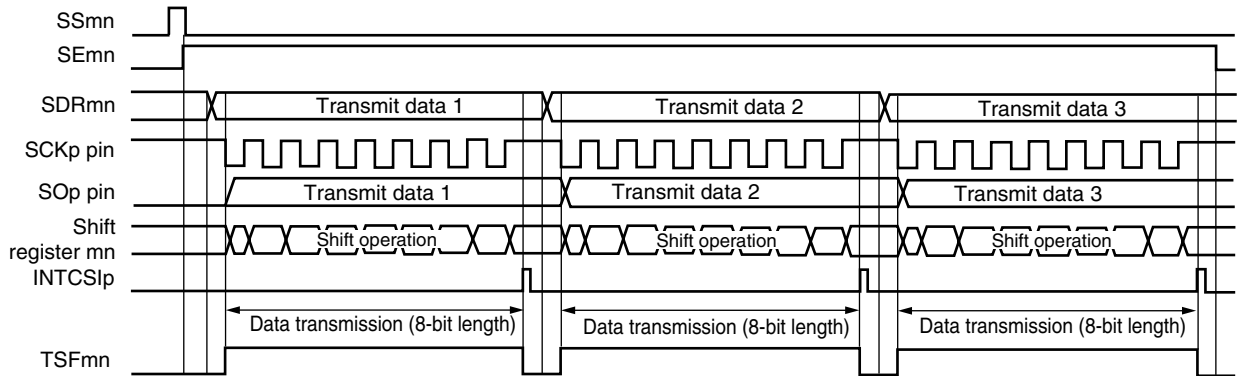 SSmn
SEmn
SDRmn Transmit data 1 Transmit data 2 Transmit data 3
SCKp pin
SOp pin Transmit data 1 Transmit data 2 Transmit data 3
Shift
register mn Shift operation Shift operation Shift operation
INTCSIp
Data transmission (8-bit length) Data transmission (8-bit length) Data transmission (8-bit length)
TSFmn